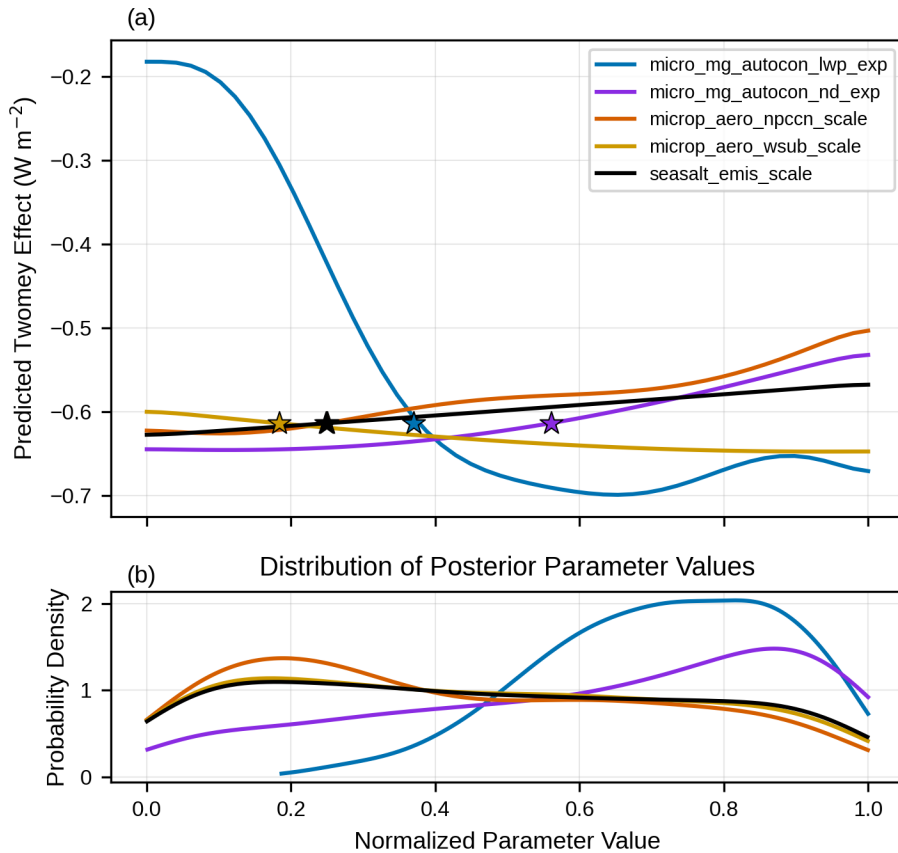 (a)
Predicted Twomey Effect (W m⁻²)
−0.2
−0.3
−0.4
−0.5
−0.6
−0.7
micro_mg_autocon_lwp_exp
micro_mg_autocon_nd_exp
microp_aero_npccn_scale
microp_aero_wsub_scale
seasalt_emis_scale
(b)
Distribution of Posterior Parameter Values
Probability Density
2
1
0
0.0 0.2 0.4 0.6 0.8 1.0
Normalized Parameter Value